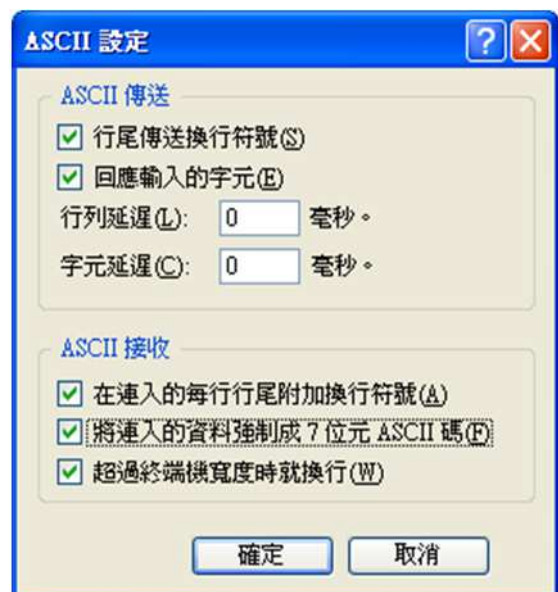 ASCII 設定
ASCII 傳送
行尾傳送換行符號(S)
回應輸入的字元(E)
行列延遲(L): 0 毫秒。
字元延遲(C): 0 毫秒。
ASCII 接收
在連入的每行行尾附加換行符號(A)
將連入的資料強制成 7 位元 ASCII 碼(F)
超過終端機寬度時就換行(W)
確定 取消